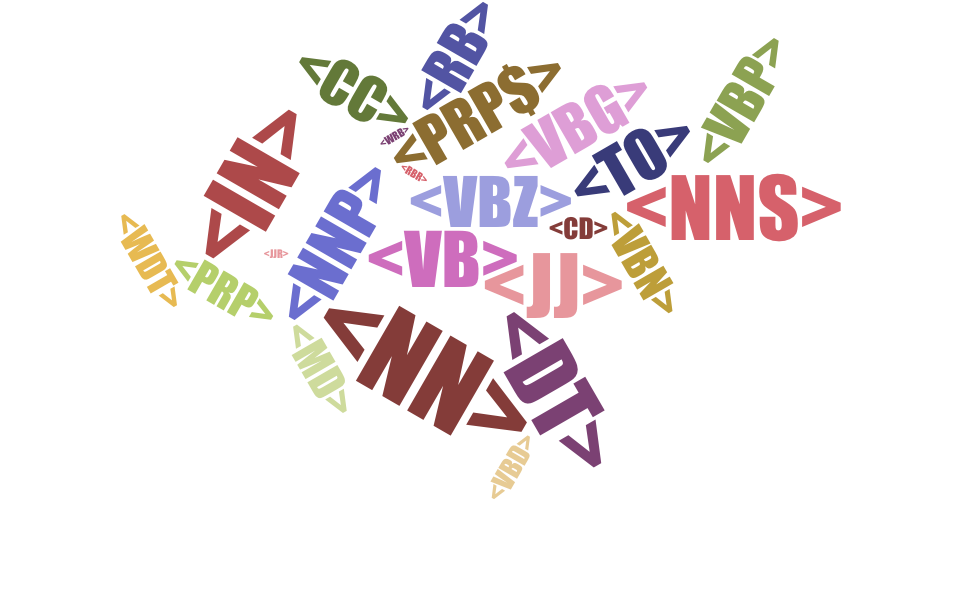 <RB>
<CC>
<PRP$>
<VBP>
<VBG>
<WRB>
<TO>
<IN>
<RBR>
<VBZ>
<NNS>
<NNP>
<CD>
<WDT>
<JJR>
<VB>
<VBN>
<PRP>
<JJ>
<MD>
<NN>
<DT>
<VBD>